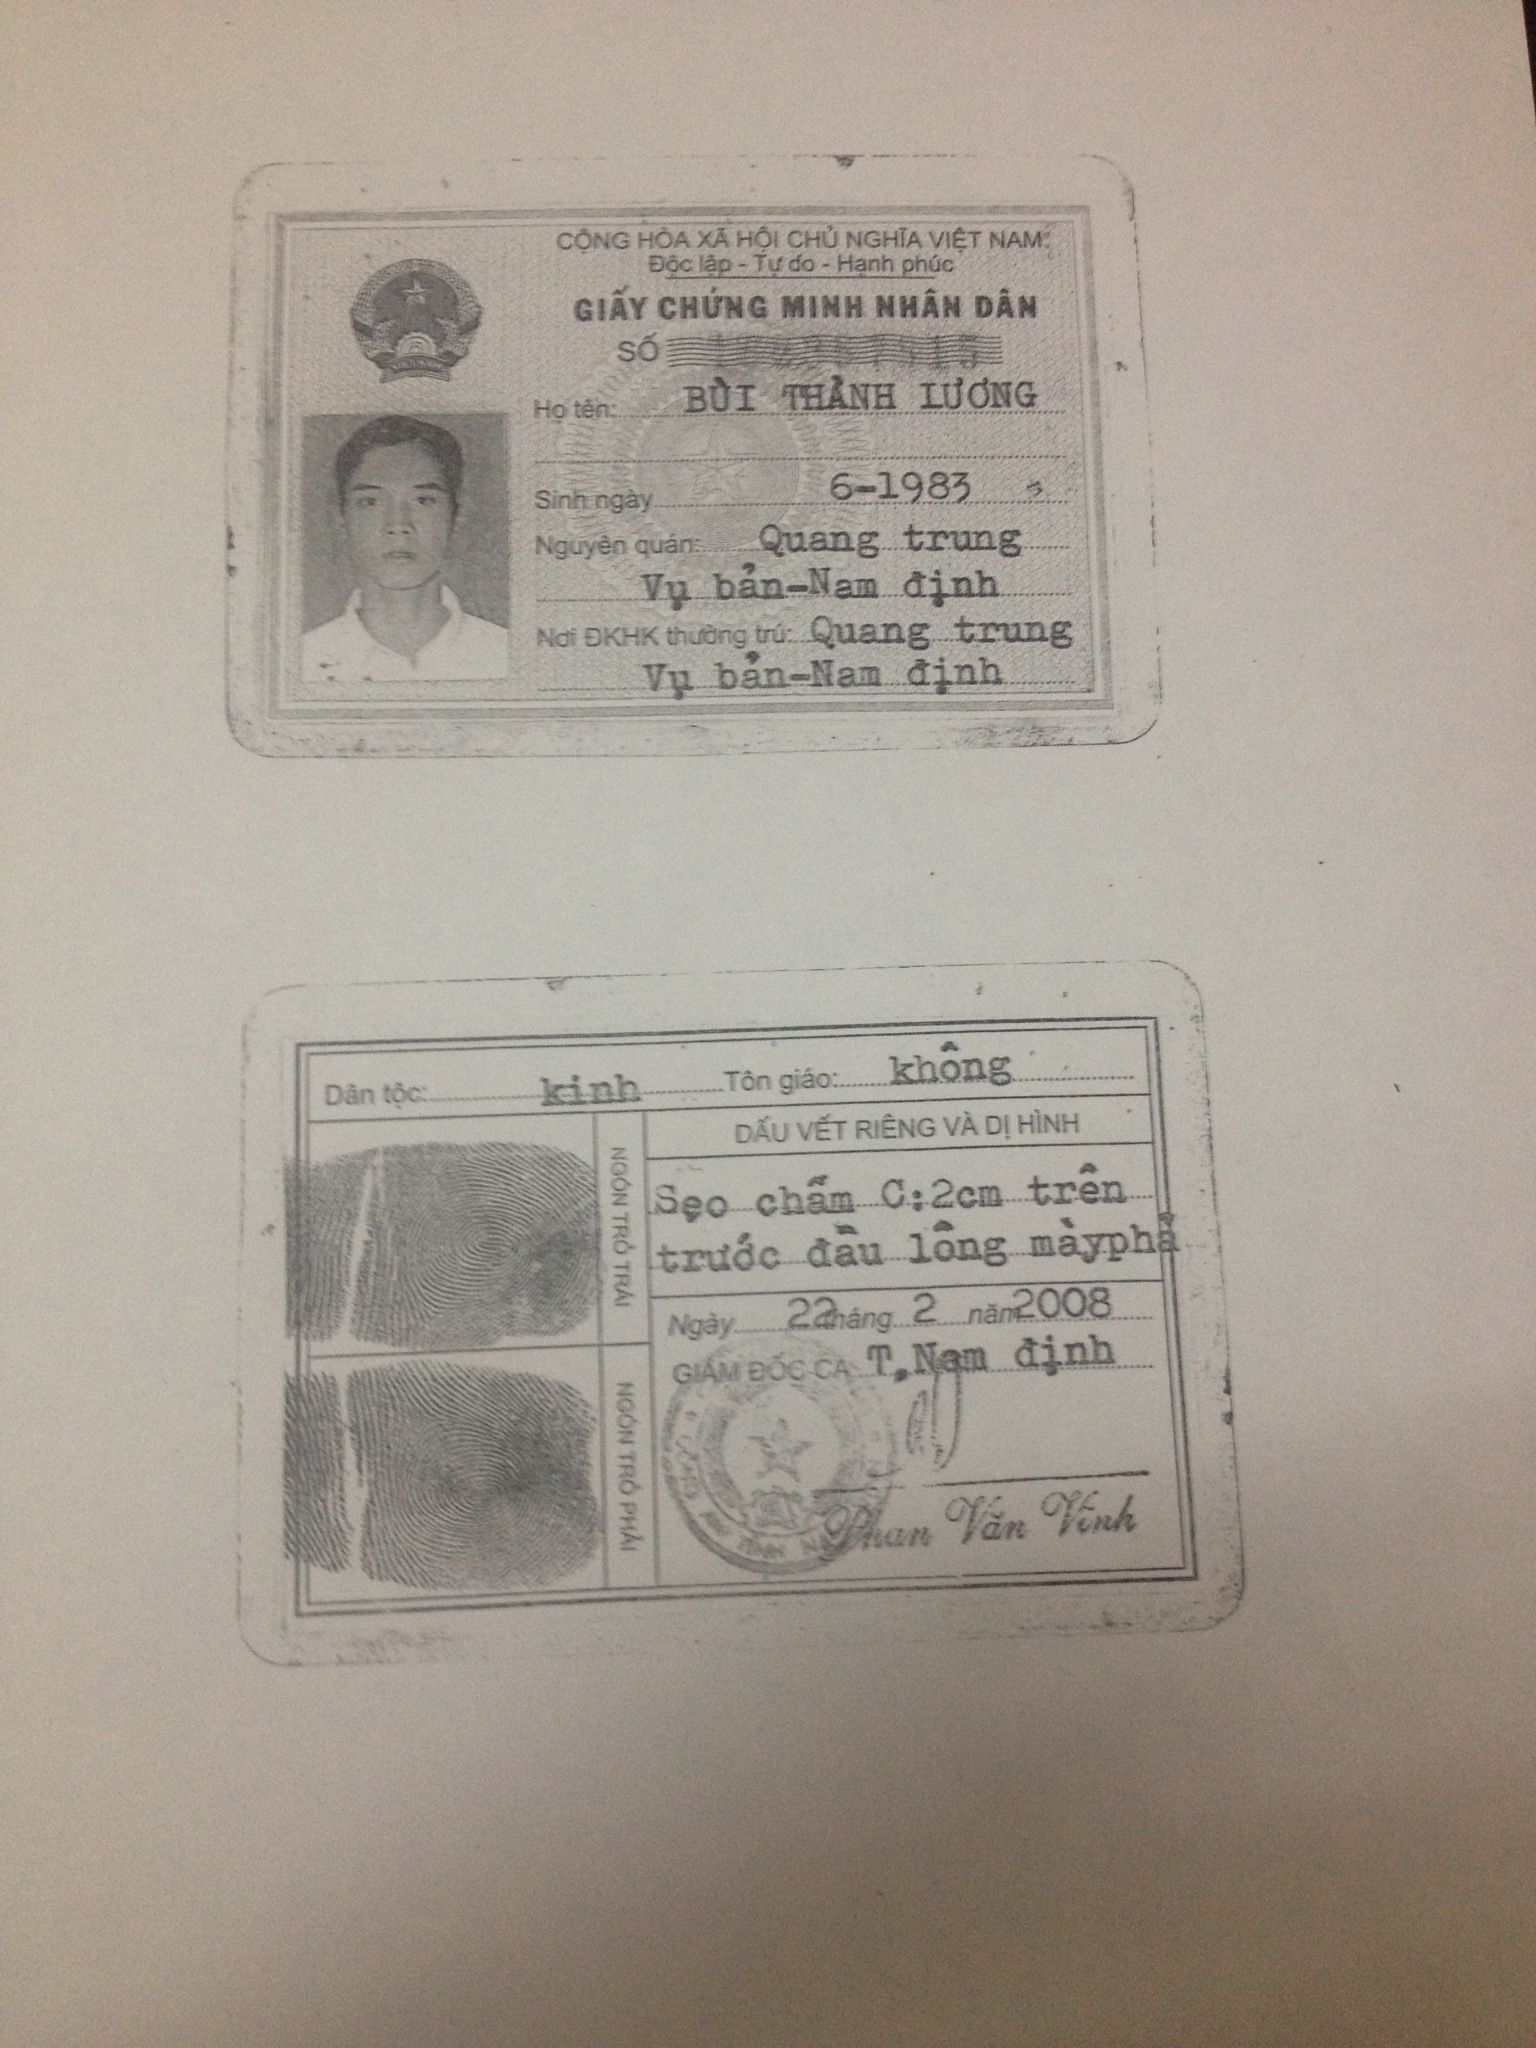 CỘNG HÒA XÃ HỘI CHỦ NGHĨA VIỆT NAM
Độc lập - Tự do - Hạnh phúc
GIẤY CHỨNG MINH NHÂN DÂN
SỐ
Họ tên: BÙI THÀNH LƯƠNG
Sinh ngày 6-1983
Nguyên quán: Quang trung
Vụ bản-Nam định
Nơi ĐKHK thường trú: Quang trung
Vụ bản-Nam định
Dân tộc: kinh Tôn giáo: không
DẤU VẾT RIÊNG VÀ DỊ HÌNH
NGÓN TRỎ TRÁI
Sẹo chấm C:2cm trên
trước đầu lông màyphả
Ngày 22 tháng 2 năm 2008
GIÁM ĐỐC CA T.Nam định
NGÓN TRỎ PHẢI
Phan Văn Vĩnh